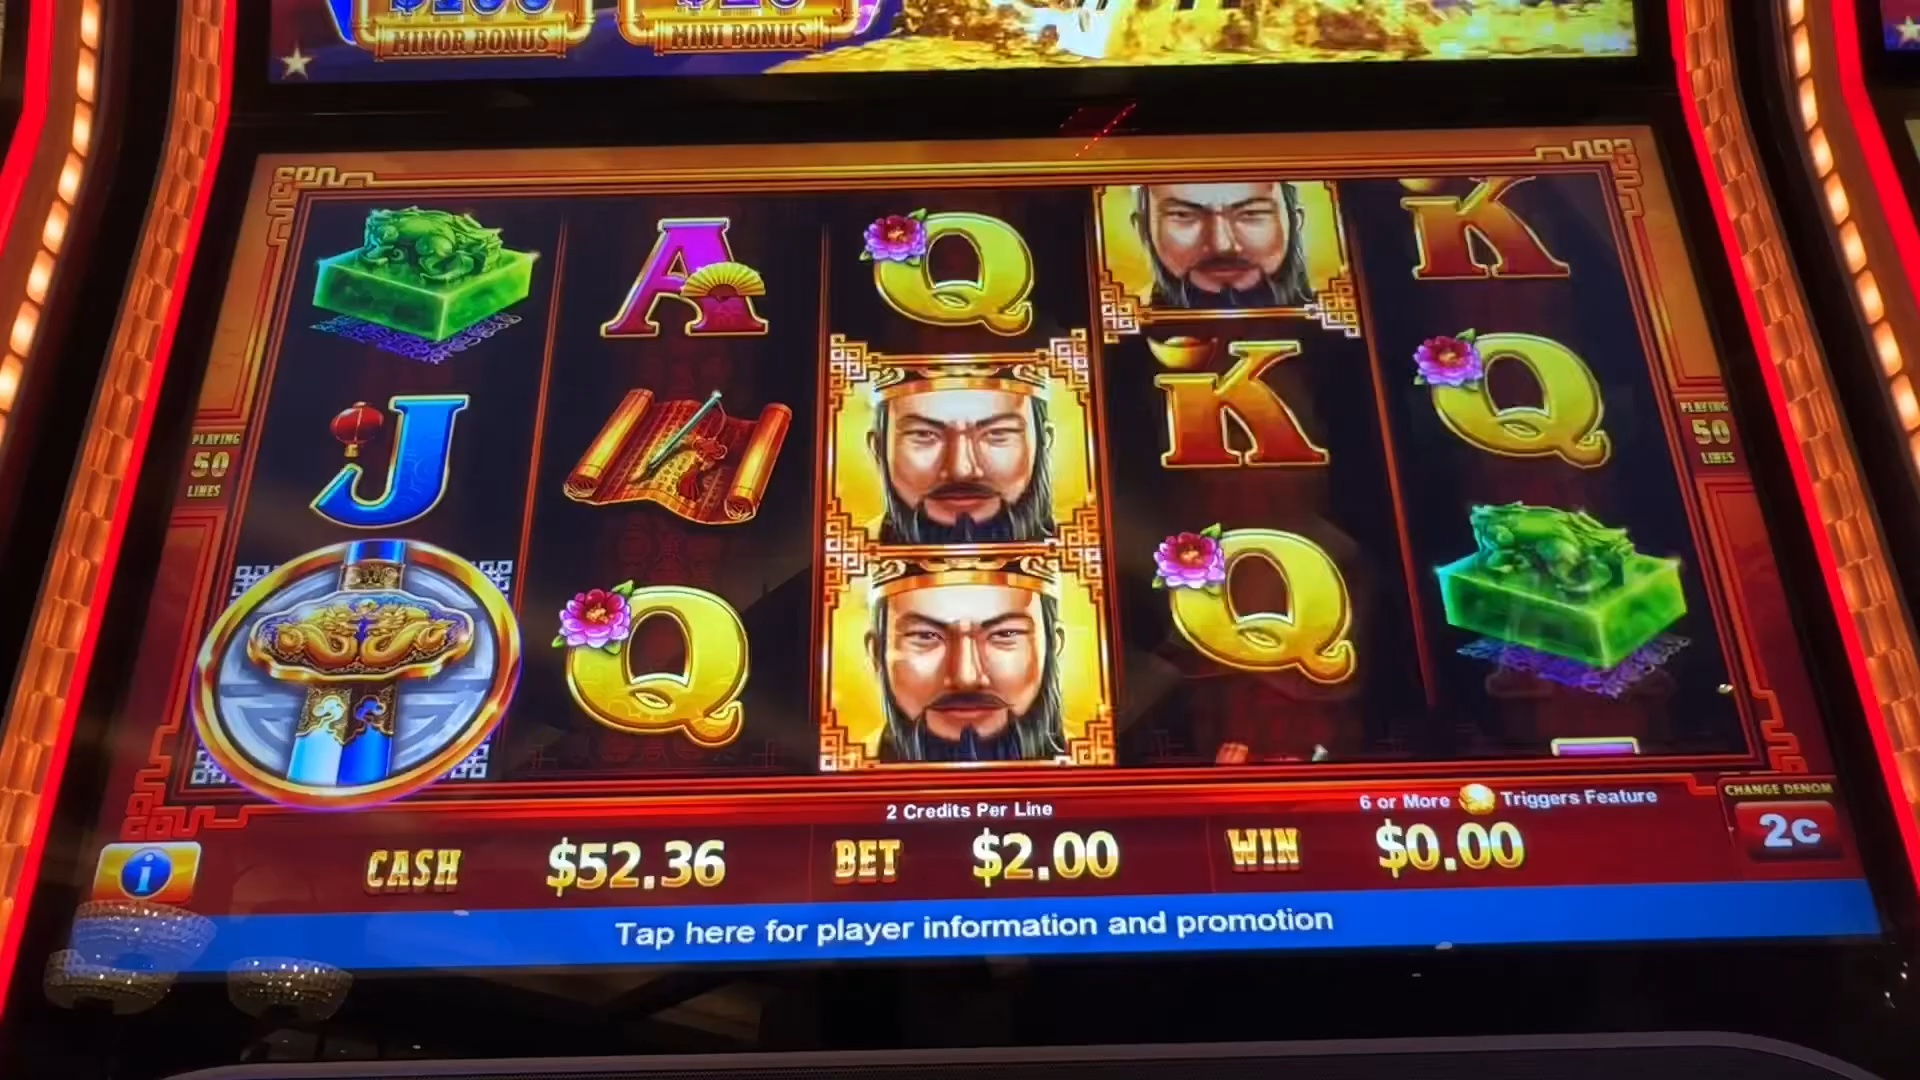 MINOR BONUS
MINI BONUS
A
Q
K
J
K
Q
Q
Q
PLAYING
50
LINES
PLAYING
50
LINES
2 Credits Per Line
6 or More Triggers Feature
CHANGE DENOM
2c
i
CASH $52.36 BET $2.00 WIN $0.00
Tap here for player information and promotion